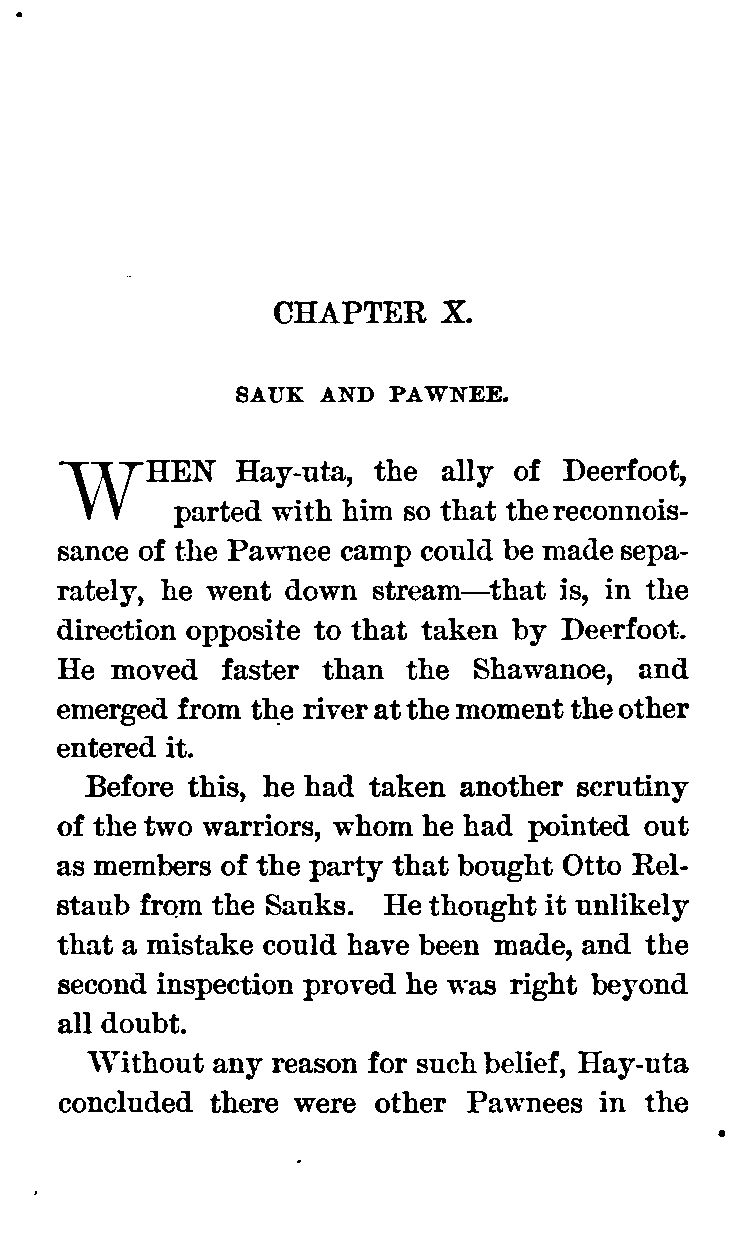 CHAPTER X.
SAUK AND PAWNEE.
WHEN Hay-uta, the ally of Deerfoot,
parted with him so that the reconnois-
sance of the Pawnee camp could be made sepa-
rately, he went down stream—that is, in the
direction opposite to that taken by Deerfoot.
He moved faster than the Shawanoe, and
emerged from the river at the moment the other
entered it.
Before this, he had taken another scrutiny
of the two warriors, whom he had pointed out
as members of the party that bought Otto Rel-
staub from the Sauks. He thought it unlikely
that a mistake could have been made, and the
second inspection proved he was right beyond
all doubt.
Without any reason for such belief, Hay-uta
concluded there were other Pawnees in the